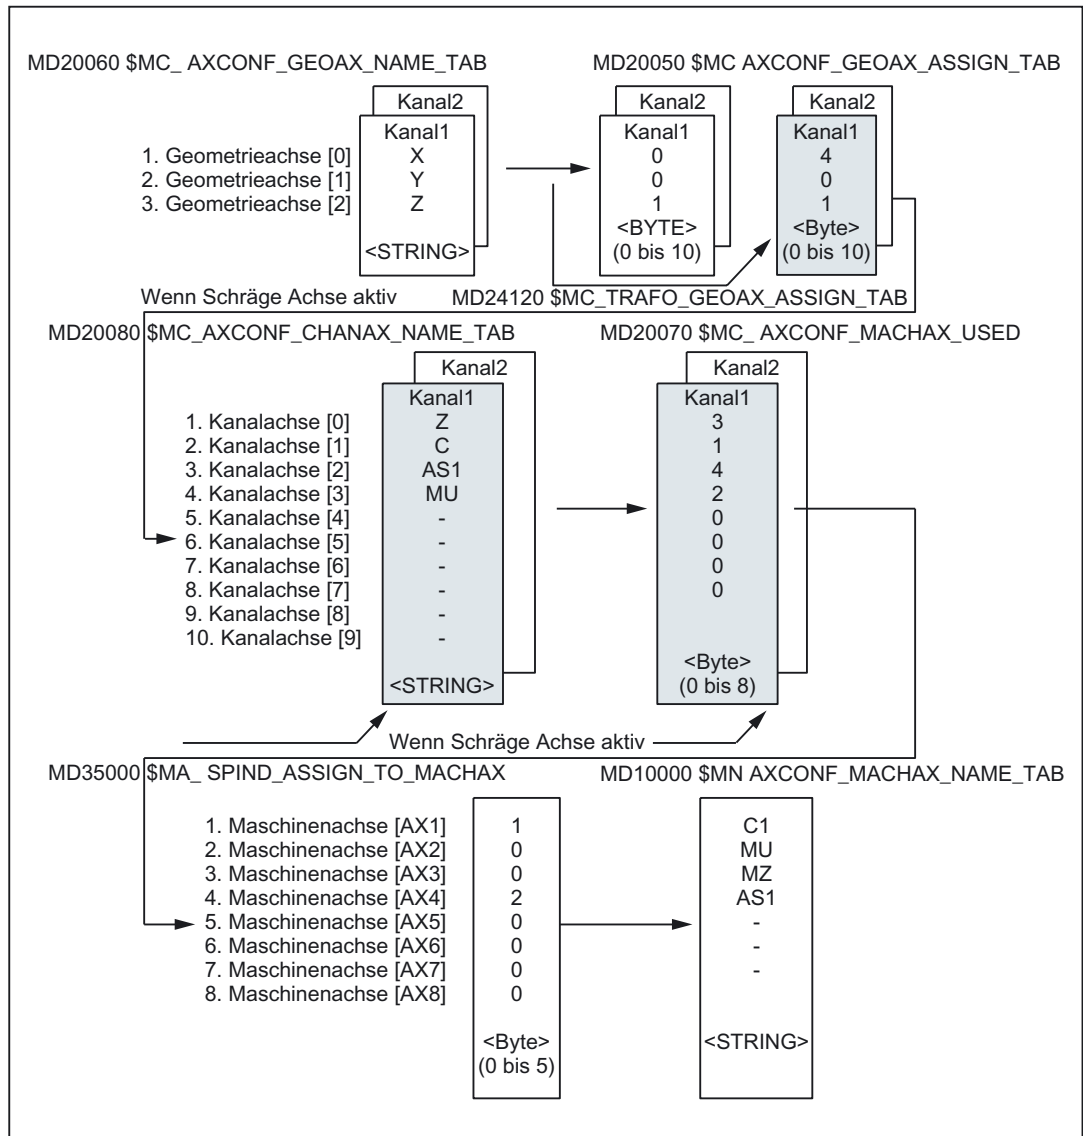 MD20060 $MC_ AXCONF_GEOAX_NAME_TAB
MD20050 $MC AXCONF_GEOAX_ASSIGN_TAB
Kanal2
Kanal1
1. Geometrieachse [0] X
2. Geometrieachse [1] Y
3. Geometrieachse [2] Z
<STRING>
Kanal2
Kanal1
0
0
1
<BYTE>
(0 bis 10)
Kanal2
Kanal1
4
0
1
<Byte>
(0 bis 10)
Wenn Schräge Achse aktiv
MD24120 $MC_TRAFO_GEOAX_ASSIGN_TAB
MD20080 $MC_AXCONF_CHANAX_NAME_TAB
MD20070 $MC_ AXCONF_MACHAX_USED
Kanal2
Kanal1
1. Kanalachse [0] Z
2. Kanalachse [1] C
3. Kanalachse [2] AS1
4. Kanalachse [3] MU
5. Kanalachse [4] -
6. Kanalachse [5] -
7. Kanalachse [6] -
8. Kanalachse [7] -
9. Kanalachse [8] -
10. Kanalachse [9] -
<STRING>
Kanal2
Kanal1
3
1
4
2
0
0
0
0
<Byte>
(0 bis 8)
Wenn Schräge Achse aktiv
MD35000 $MA_ SPIND_ASSIGN_TO_MACHAX
MD10000 $MN AXCONF_MACHAX_NAME_TAB
1. Maschinenachse [AX1] 1
2. Maschinenachse [AX2] 0
3. Maschinenachse [AX3] 0
4. Maschinenachse [AX4] 2
5. Maschinenachse [AX5] 0
6. Maschinenachse [AX6] 0
7. Maschinenachse [AX7] 0
8. Maschinenachse [AX8] 0
<Byte>
(0 bis 5)
C1
MU
MZ
AS1
-
-
-
<STRING>